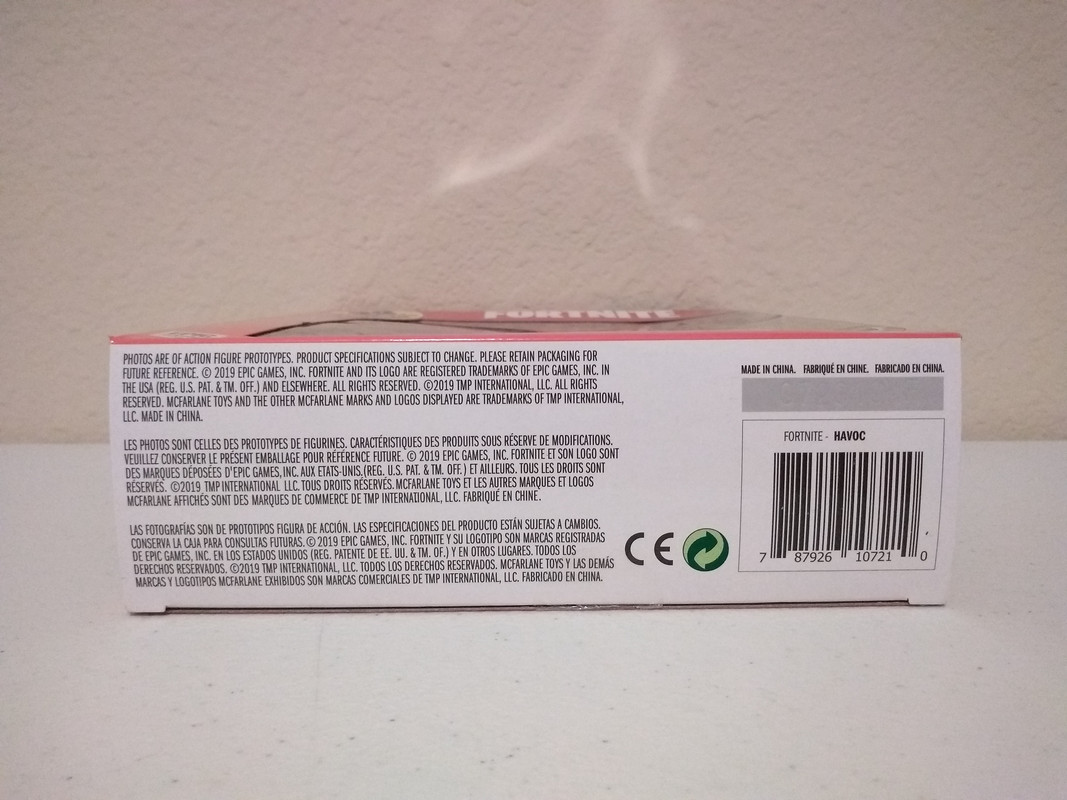 FORTNITE
PHOTOS ARE OF ACTION FIGURE PROTOTYPES. PRODUCT SPECIFICATIONS SUBJECT TO CHANGE. PLEASE RETAIN PACKAGING FOR
FUTURE REFERENCE. © 2019 EPIC GAMES, INC. FORTNITE AND ITS LOGO ARE REGISTERED TRADEMARKS OF EPIC GAMES, INC. IN
THE USA (REG. U.S. PAT. & TM. OFF.) AND ELSEWHERE. ALL RIGHTS RESERVED. ©2019 TMP INTERNATIONAL, LLC. ALL RIGHTS
RESERVED. MCFARLANE TOYS AND THE OTHER MCFARLANE MARKS AND LOGOS DISPLAYED ARE TRADEMARKS OF TMP INTERNATIONAL,
LLC. MADE IN CHINA.
LES PHOTOS SONT CELLES DES PROTOTYPES DE FIGURINES. CARACTÉRISTIQUES DES PRODUITS SOUS RÉSERVE DE MODIFICATIONS.
VEUILLEZ CONSERVER LE PRÉSENT EMBALLAGE POUR RÉFÉRENCE FUTURE. © 2019 EPIC GAMES, INC. FORTNITE ET SON LOGO SONT
DES MARQUES DÉPOSÉES D'EPIC GAMES, INC. AUX ETATS-UNIS,(REG. U.S. PAT. & TM. OFF.) ET AILLEURS. TOUS LES DROITS SONT
RÉSERVÉS. ©2019 TMP INTERNATIONAL LLC. TOUS DROITS RÉSERVÉS. MCFARLANE TOYS ET LES AUTRES MARQUES ET LOGOS
MCFARLANE AFFICHÉS SONT DES MARQUES DE COMMERCE DE TMP INTERNATIONAL, LLC. FABRIQUÉ EN CHINE.
LAS FOTOGRAFÍAS SON DE PROTOTIPOS FIGURA DE ACCIÓN. LAS ESPECIFICACIONES DEL PRODUCTO ESTÁN SUJETAS A CAMBIOS.
CONSERVA LA CAJA PARA CONSULTAS FUTURAS. © 2019 EPIC GAMES, INC. FORTNITE Y SU LOGOTIPO SON MARCAS REGISTRADAS
DE EPIC GAMES, INC. EN LOS ESTADOS UNIDOS (REG. PATENTE DE EE. UU. & TM. OF.) Y EN OTROS LUGARES. TODOS LOS
DERECHOS RESERVADOS. ©2019 TMP INTERNATIONAL, LLC. TODOS LOS DERECHOS RESERVADOS. MCFARLANE TOYS Y LAS DEMÁS
MARCAS Y LOGOTIPOS MCFARLANE EXHIBIDOS SON MARCAS COMERCIALES DE TMP INTERNATIONAL, LLC. FABRICADO EN CHINA.
CE
MADE IN CHINA. FABRIQUÉ EN CHINE. FABRICADO EN CHINA.
FORTNITE - HAVOC
7 87926 10721 0